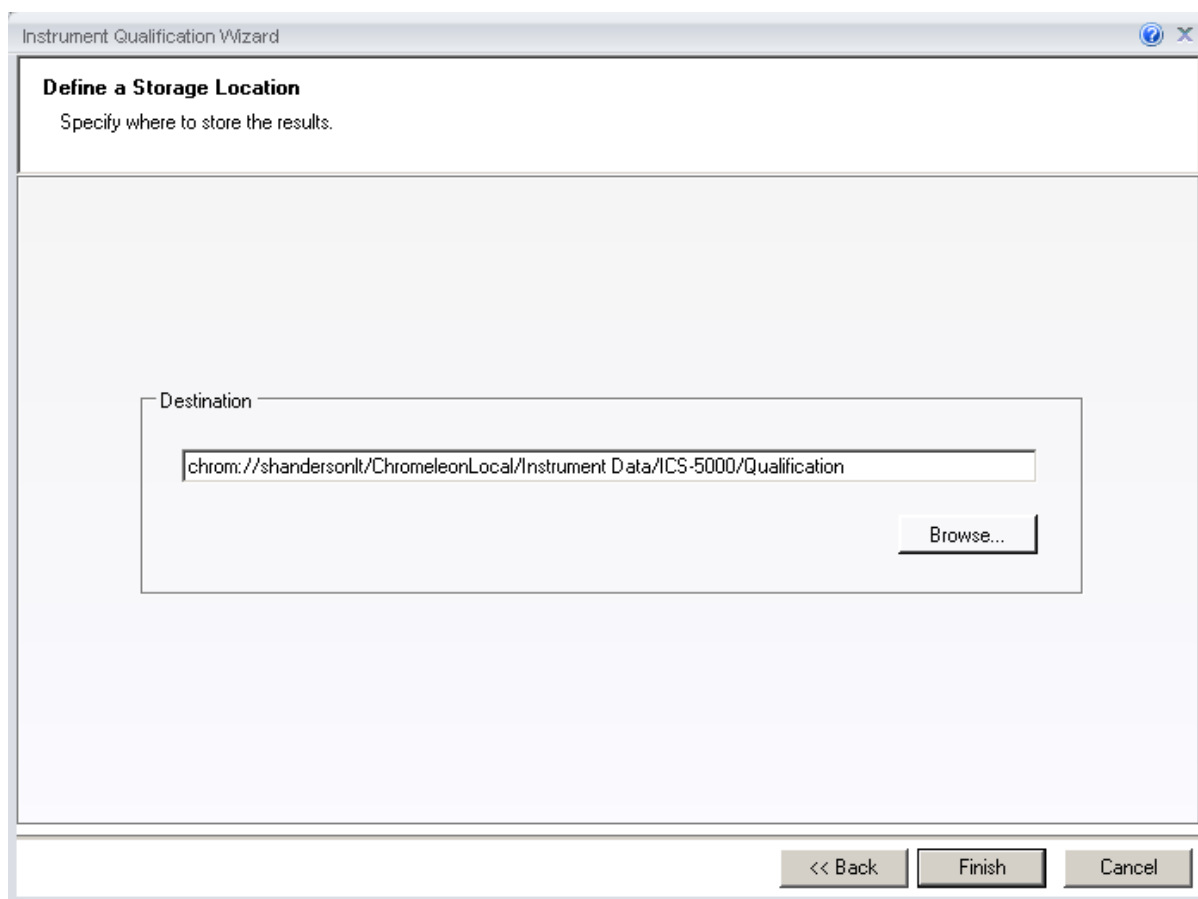 Instrument Qualification Wizard
Define a Storage Location
Specify where to store the results.
Destination
chrom://shandersonlt/ChromeleonLocal/Instrument Data/ICS-5000/Qualification
Browse...
<< Back
Finish
Cancel